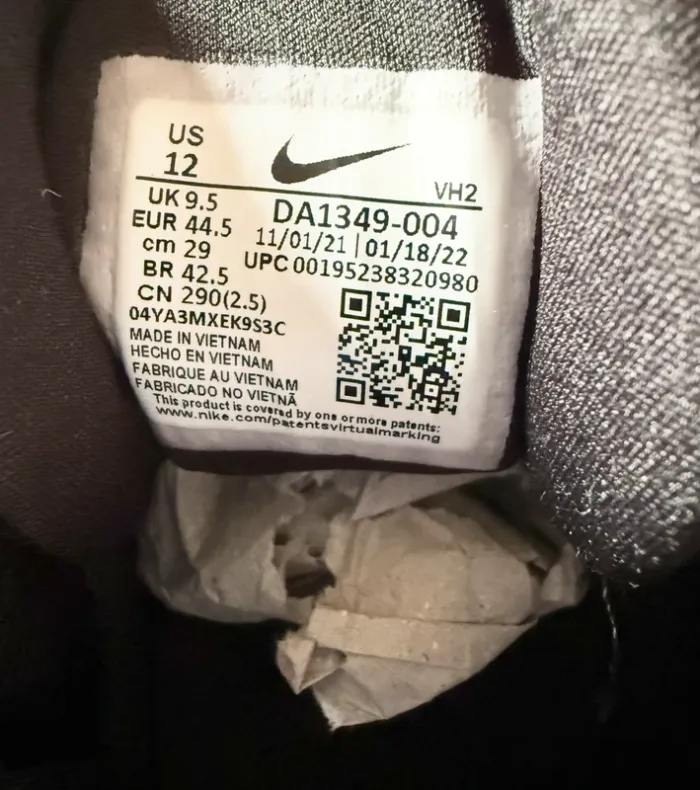 US
12
VH2
UK 9.5
EUR 44.5
cm 29
BR 42.5
CN 290(2.5)
04YA3MXEK9S3C
DA1349-004
11/01/21 | 01/18/22
UPC 00195238320980
MADE IN VIETNAM
HECHO EN VIETNAM
FABRIQUE AU VIETNAM
FABRICADO NO VIETNÃ
This product is covered by one or more patents:
www.nike.com/patentsvirtualmarking